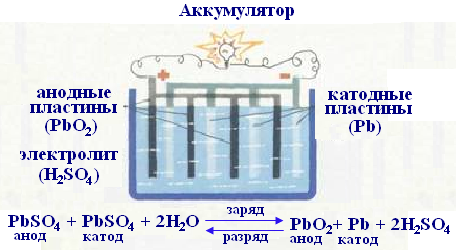 Аккумулятор
+ -
анодные
пластины
(PbO₂)
катодные
пластины
(Pb)
электролит
(H₂SO₄)
заряд
PbSO₄ + PbSO₄ + 2H₂O PbO₂+ Pb + 2H₂SO₄
анод катод разряд анод катод